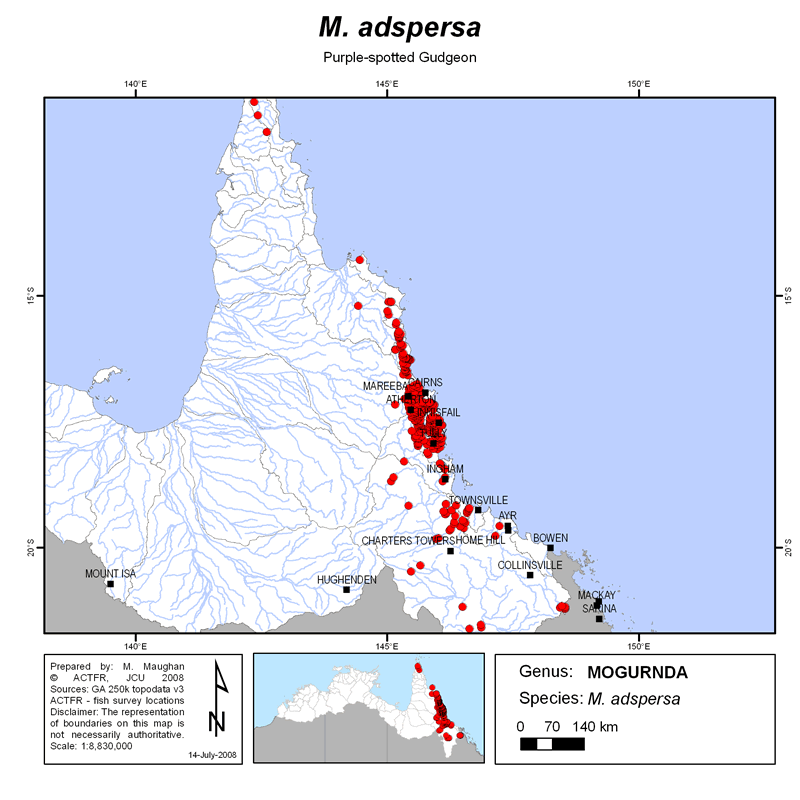 M. adspersa
Purple-spotted Gudgeon
140°E 145°E 150°E
15°S 15°S
MAREEBA CAIRNS
ATHERTON
INNISFAIL
TULLY
INGHAM
TOWNSVILLE
AYR
CHARTERS TOWERS HOME HILL BOWEN
20°S 20°S
COLLINSVILLE
MOUNT ISA
HUGHENDEN
MACKAY
SARINA
140°E 145°E 150°E
Prepared by: M. Maughan
© ACTFR, JCU 2008
Sources: GA 250k topodata v3
ACTFR - fish survey locations
Disclaimer: The representation
of boundaries on this map is
not necessarily authoritative.
Scale: 1:8,830,000
N
14-July-2008
Genus: MOGURNDA
Species: M. adspersa
0 70 140 km